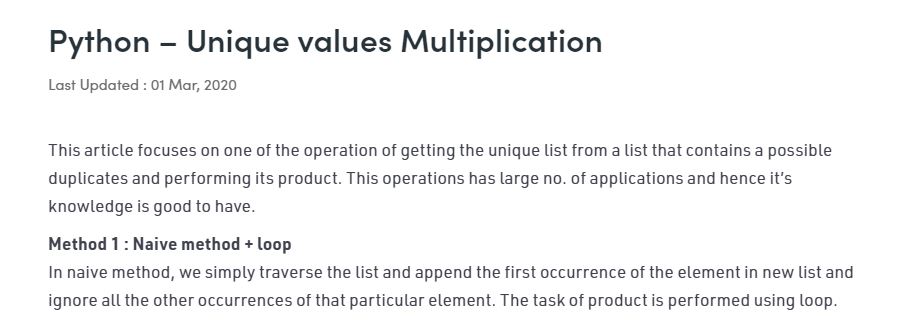 Python – Unique values Multiplication
Last Updated : 01 Mar, 2020
This article focuses on one of the operation of getting the unique list from a list that contains a possible
duplicates and performing its product. This operations has large no. of applications and hence it's
knowledge is good to have.
Method 1 : Naive method + loop
In naive method, we simply traverse the list and append the first occurrence of the element in new list and
ignore all the other occurrences of that particular element. The task of product is performed using loop.